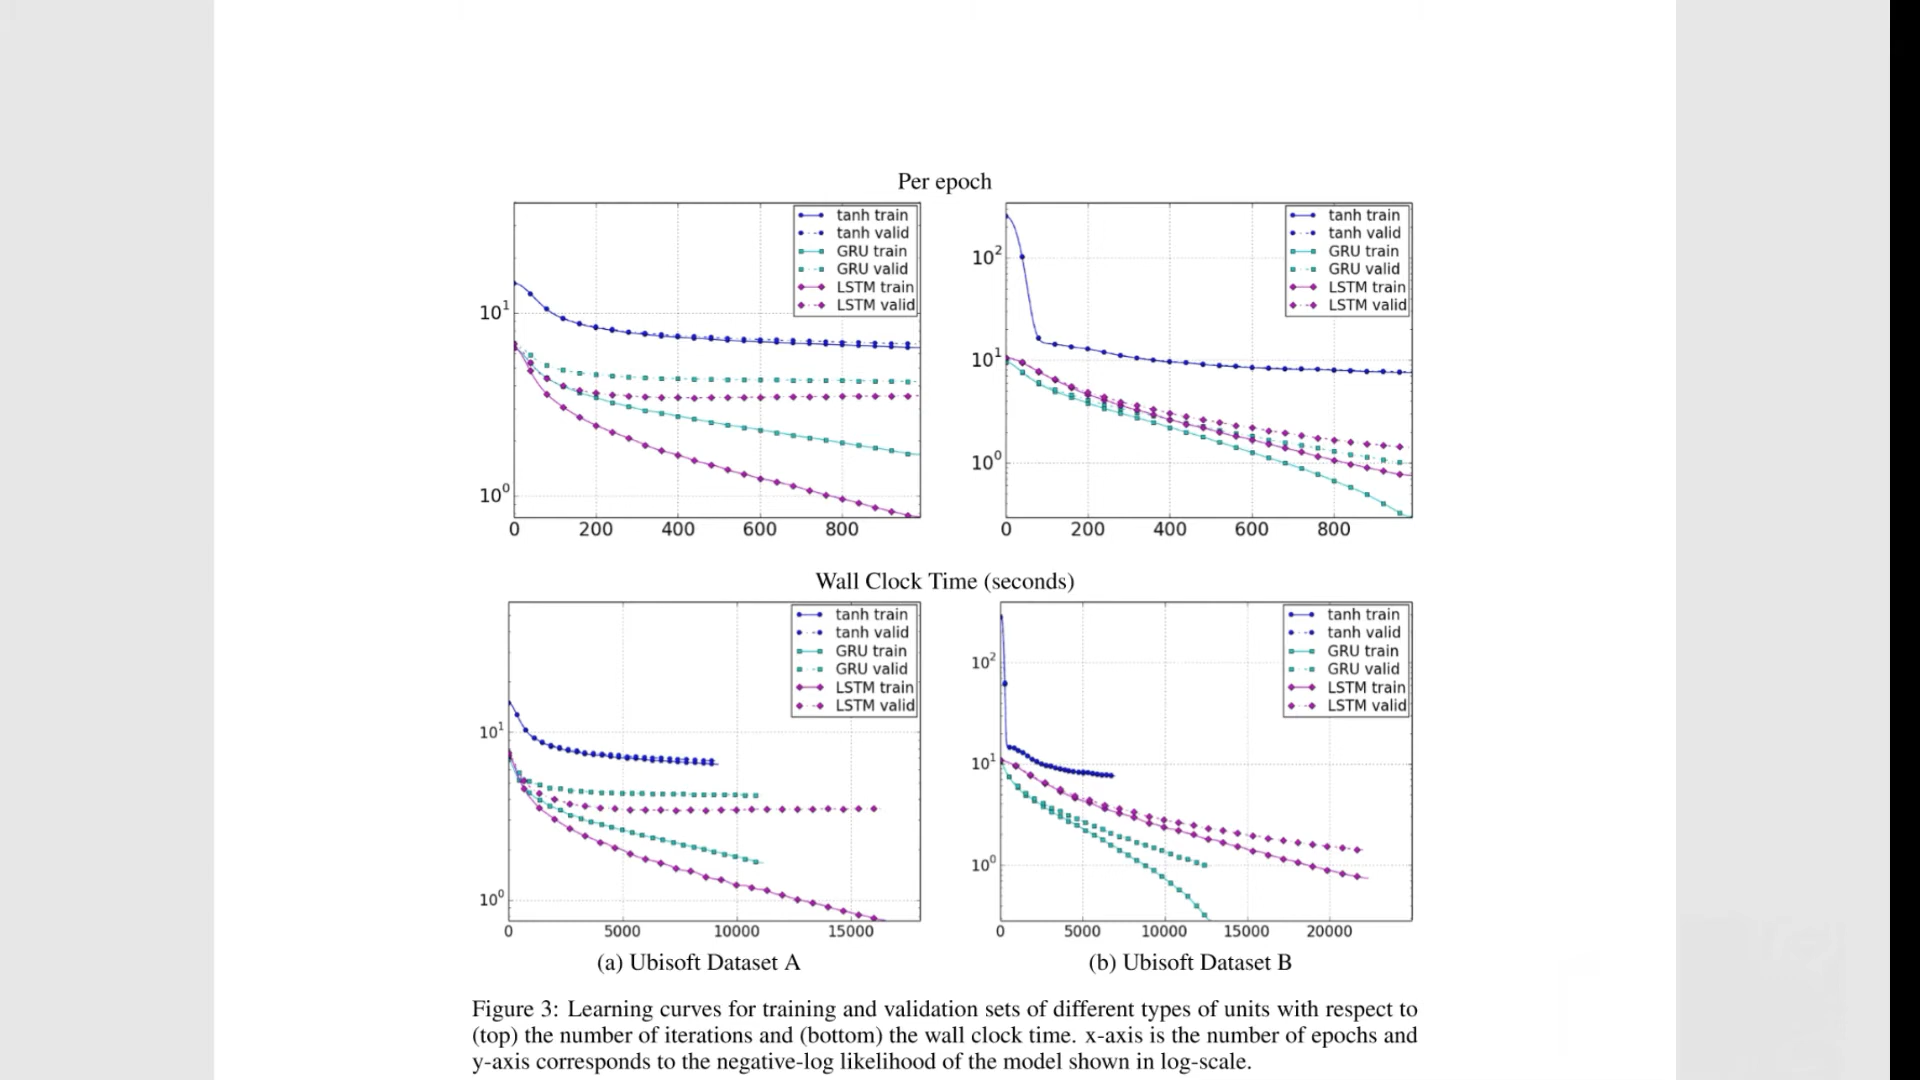 Per epoch
tanh train
tanh valid
GRU train
GRU valid
LSTM train
LSTM valid
10^1
10^0
0 200 400 600 800
tanh train
tanh valid
GRU train
GRU valid
LSTM train
LSTM valid
10^2
10^1
10^0
0 200 400 600 800
Wall Clock Time (seconds)
tanh train
tanh valid
GRU train
GRU valid
LSTM train
LSTM valid
10^1
10^0
0 5000 10000 15000
(a) Ubisoft Dataset A
tanh train
tanh valid
GRU train
GRU valid
LSTM train
LSTM valid
10^2
10^1
10^0
0 5000 10000 15000 20000
(b) Ubisoft Dataset B
Figure 3: Learning curves for training and validation sets of different types of units with respect to
(top) the number of iterations and (bottom) the wall clock time. x-axis is the number of epochs and
y-axis corresponds to the negative-log likelihood of the model shown in log-scale.